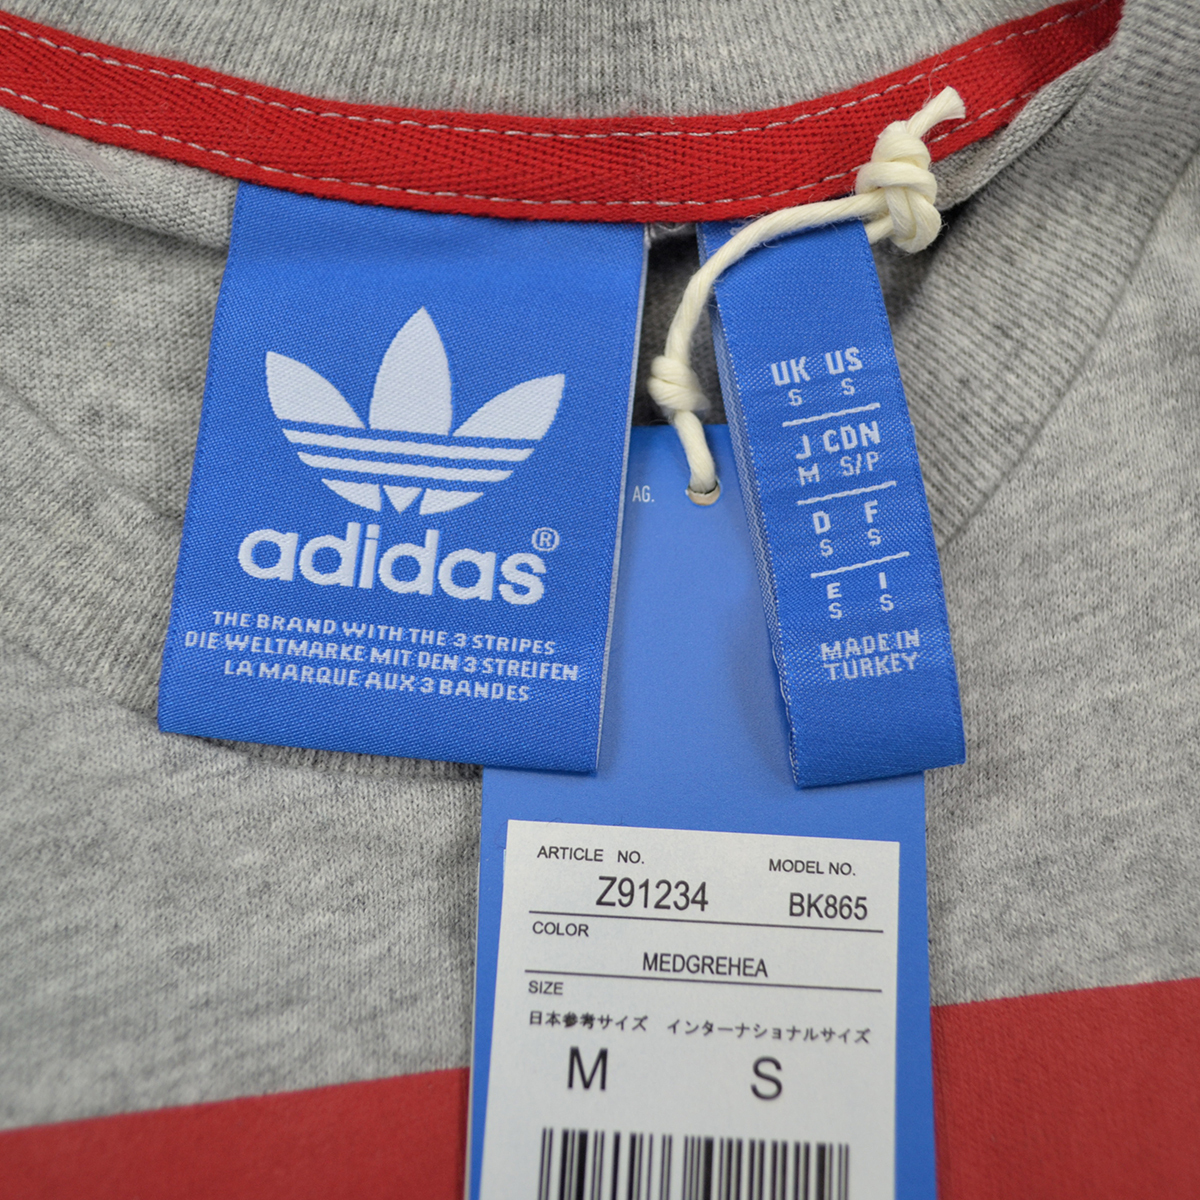 adidas®
THE BRAND WITH THE 3 STRIPES
DIE WELTMARKE MIT DEN 3 STREIFEN
LA MARQUE AUX 3 BANDES
AG.
UK US
S S
J CDN
M S/P
D F
S S
E I
S S
MADE IN
TURKEY
ARTICLE NO. MODEL NO.
Z91234 BK865
COLOR
MEDGREHEA
SIZE
日本参考サイズ インターナショナルサイズ
M S